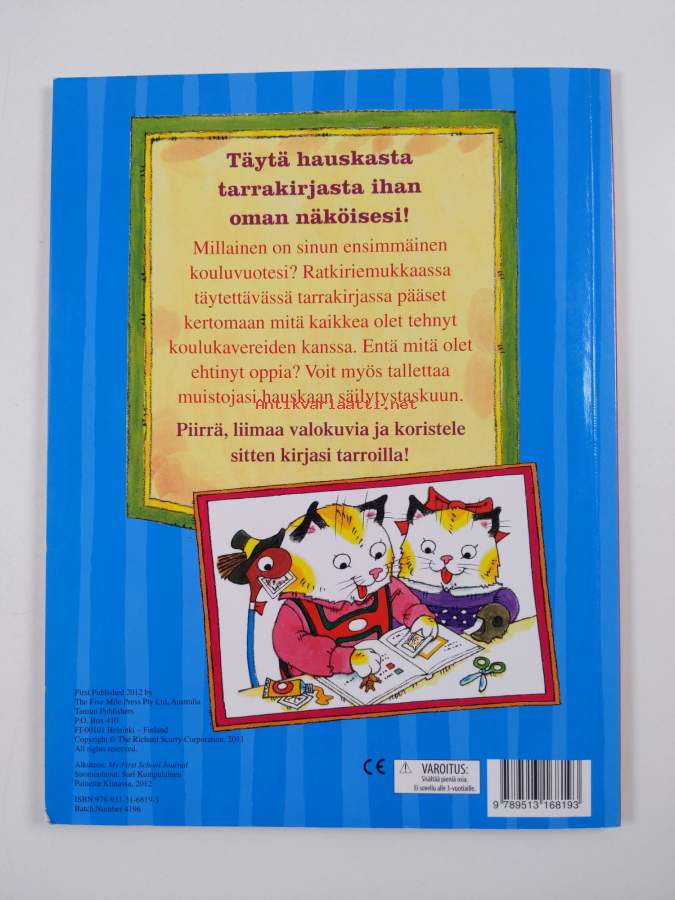 Täytä hauskasta
tarrakirjasta ihan
oman näköisesi!
Millainen on sinun ensimmäinen
kouluvuotesi? Ratkiriemukkaassa
täytettävässä tarrakirjassa pääset
kertomaan mitä kaikkea olet tehnyt
koulukavereiden kanssa. Entä mitä olet
ehtinyt oppia? Voit myös tallettaa
muistojasi hauskaan säilytystaskuun.
antikvariaatti.net
Piirrä, liimaa valokuvia ja koristele
sitten kirjasi tarroilla!
First Published 2012 by
The Five Mile Press Pty Ltd, Australia
Tammi Publishers
P.O. Box 410
FI-00101 Helsinki – Finland
Copyright © The Richard Scarry Corporation, 2011
All rights reserved.
Alkuteos: My First School Journal
Suomentanut: Sari Kumpulainen
Painettu Kiinassa, 2012
ISBN 978-951-31-6819-3
Batch Number 4196
CE
VAROITUS:
Sisältää pieniä osia.
Ei sovellu alle 3-vuotiaille.
9 789513 168193